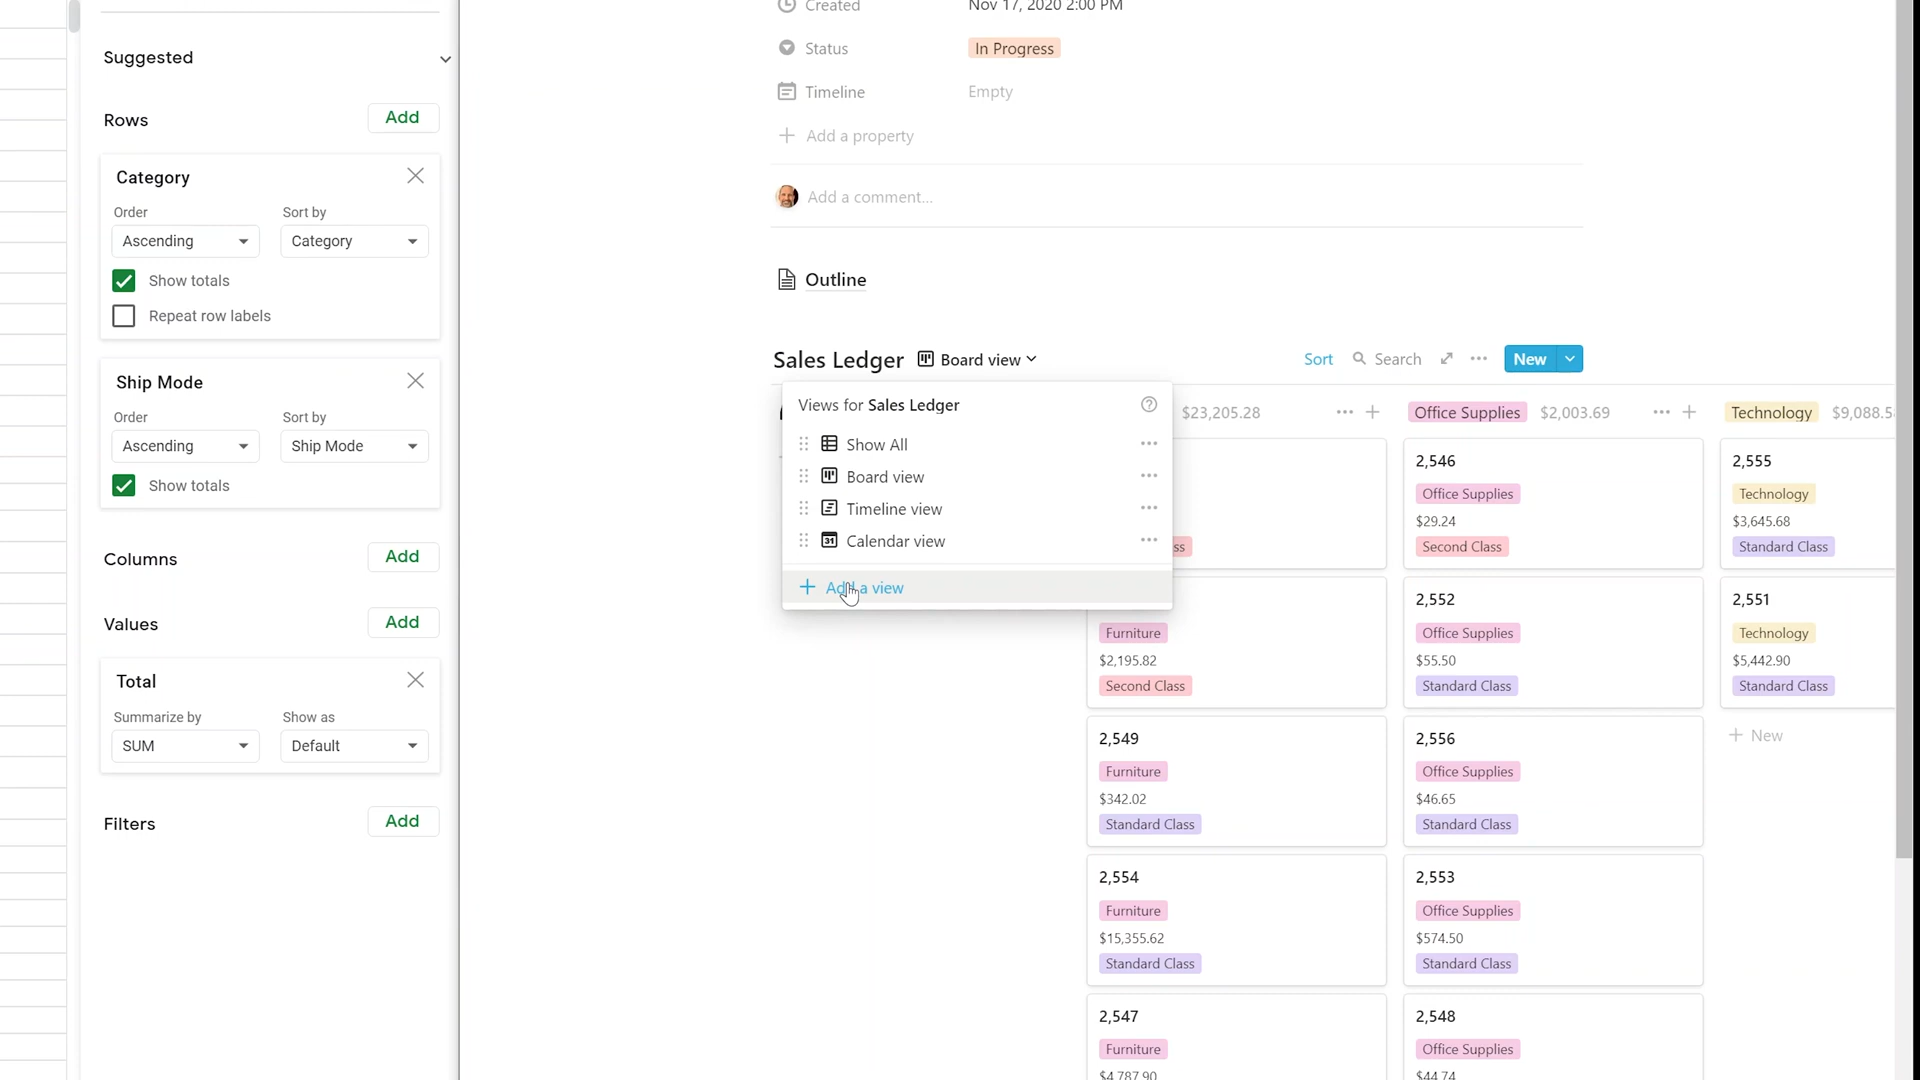 Suggested
Rows
Add
Category
Order
Sort by
Ascending
Category
Show totals
Repeat row labels
Ship Mode
Order
Sort by
Ascending
Ship Mode
Show totals
Columns
Add
Values
Add
Total
Summarize by
Show as
SUM
Default
Filters
Add
Created
Nov 17, 2020 2:00 PM
Status
In Progress
Timeline
Empty
Add a property
Add a comment...
Outline
Sales Ledger
Board view
Sort
Search
New
Views for Sales Ledger
Show All
Board view
Timeline view
31
Calendar view
Add a view
$23,205.28
Furniture
$2,195.82
Second Class
2,549
Furniture
$342.02
Standard Class
2,554
Furniture
$15,355.62
Standard Class
2,547
Furniture
$4,787.90
Office Supplies
$2,003.69
2,546
Office Supplies
$29.24
Second Class
2,552
Office Supplies
$55.50
Standard Class
2,556
Office Supplies
$46.65
Standard Class
2,553
Office Supplies
$574.50
Standard Class
2,548
Office Supplies
$44.74
Technology
2,555
Technology
$3,645.68
Standard Class
2,551
Technology
$5,442.90
Standard Class
New